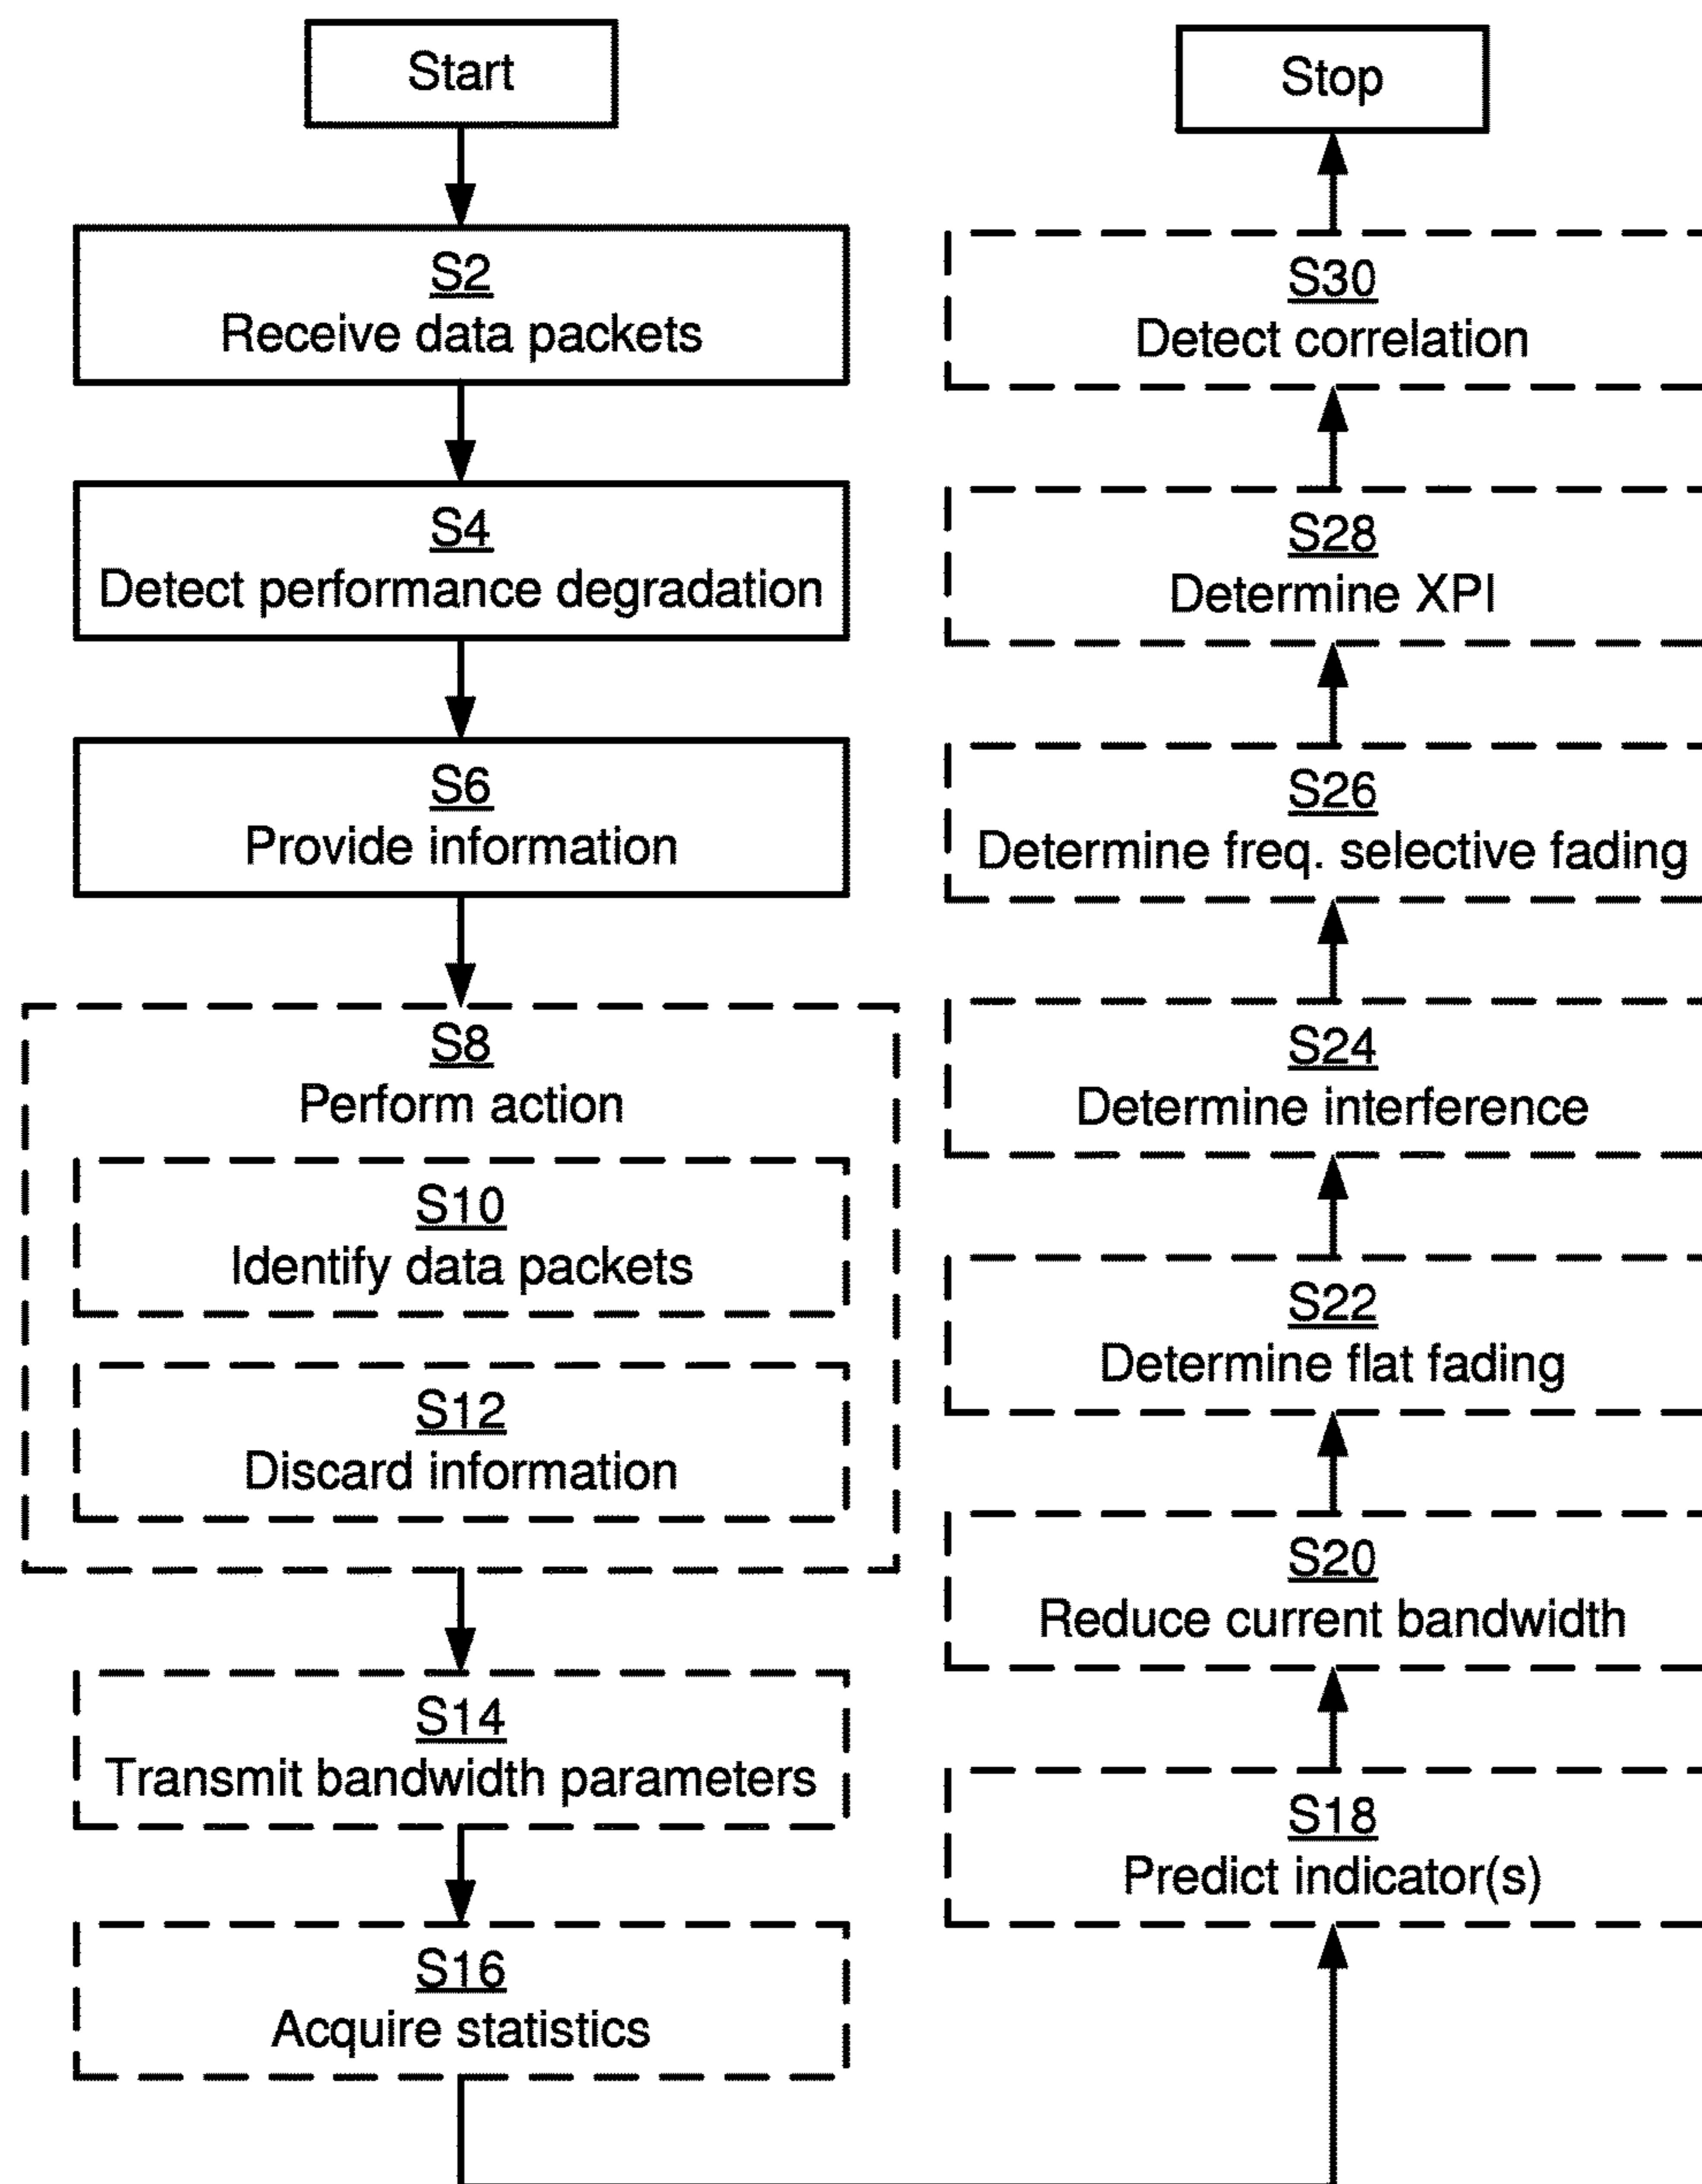 Start
S2
Receive data packets
S4
Detect performance degradation
S6
Provide information
S8
Perform action
S10
Identify data packets
S12
Discard information
S14
Transmit bandwidth parameters
S16
Acquire statistics
Stop
S30
Detect correlation
S28
Determine XPI
S26
Determine freq. selective fading
S24
Determine interference
S22
Determine flat fading
S20
Reduce current bandwidth
S18
Predict indicator(s)